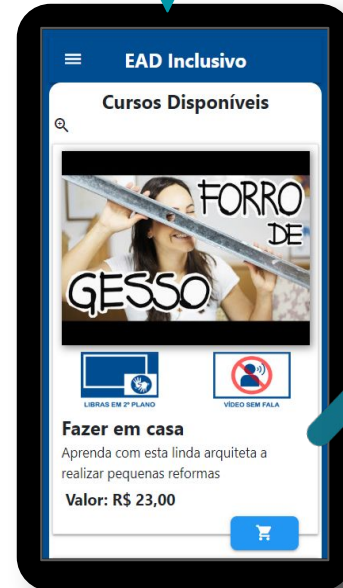 EAD Inclusivo
Cursos Disponíveis
FORRO
DE
GESSO
LIBRAS EM 2º PLANO
VÍDEO SEM FALA
Fazer em casa
Aprenda com esta linda arquiteta a
realizar pequenas reformas
Valor: R$ 23,00